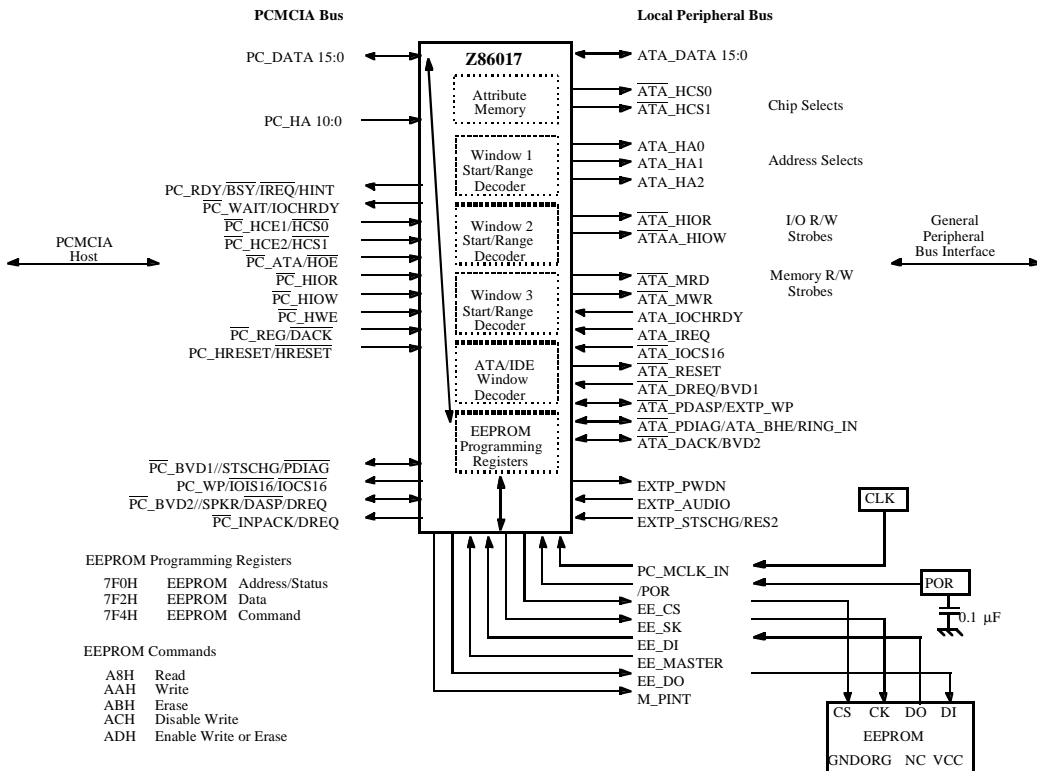 PCMCIA Bus
Local Peripheral Bus
Z86017
PC_DATA 15:0
PC_HA 10:0
PC_RDY/BSY/IREQ/HINT
PC_WAIT/IOCHRDY
PC_HCE1/HCS0
PC_HCE2/HCS1
PC_ATA/HOE
PC_HIOR
PC_HIOW
PC_HWE
PC_REG/DACK
PC_HRESET/HRESET
PCMCIA
Host
PC_BVD1//STSCHG/PDIAG
PC_WP/IOIS16/IOCS16
PC_BVD2//SPKR/DASP/DREQ
PC_INPACK/DREQ
Attribute
Memory
Window 1
Start/Range
Decoder
Window 2
Start/Range
Decoder
Window 3
Start/Range
Decoder
ATA/IDE
Window
Decoder
EEPROM
Programming
Registers
ATA_DATA 15:0
ATA_HCS0
ATA_HCS1
Chip Selects
ATA_HA0
ATA_HA1
Address Selects
ATA_HA2
ATA_HIOR
ATAA_HIOW
I/O R/W
Strobes
ATA_MRD
ATA_MWR
Memory R/W
Strobes
ATA_IOCHRDY
ATA_IREQ
ATA_IOCS16
ATA_RESET
ATA_DREQ/BVD1
ATA_PDASP/EXTP_WP
ATA_PDIAG/ATA_BHE/RING_IN
ATA_DACK/BVD2
General
Peripheral
Bus Interface
EXTP_PWDN
EXTP_AUDIO
EXTP_STSCHG/RES2
CLK
PC_MCLK_IN
/POR
POR
0.1 µF
EE_CS
EE_SK
EE_DI
EE_MASTER
EE_DO
M_PINT
CS CK DO DI
EEPROM
GNDORG NC VCC
EEPROM Programming Registers
7F0H EEPROM Address/Status
7F2H EEPROM Data
7F4H EEPROM Command
EEPROM Commands
A8H Read
AAH Write
ABH Erase
ACH Disable Write
ADH Enable Write or Erase